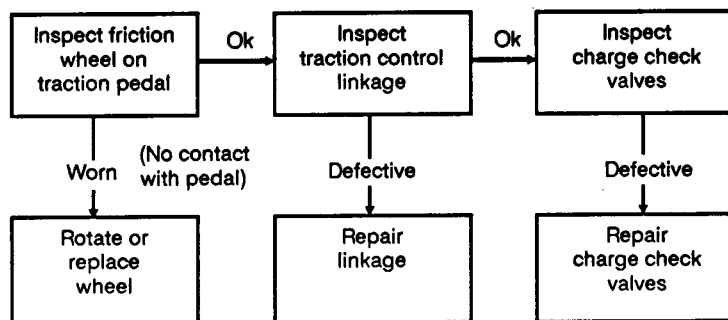 Inspect friction
wheel on
traction pedal
Ok
Inspect
traction control
linkage
Ok
Inspect
charge check
valves
Worn
(No contact
with pedal)
Defective
Defective
Rotate or
replace
wheel
Repair
linkage
Repair
charge check
valves